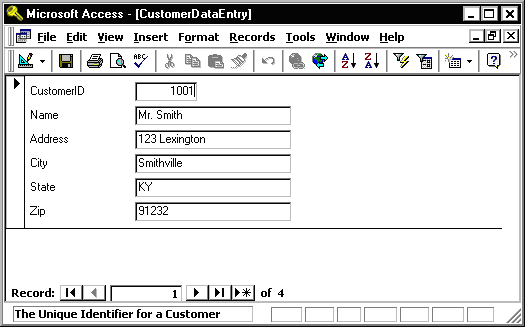 Microsoft Access - [CustomerDataEntry]
File Edit View Insert Format Records Tools Window Help
ABC A Z Z A ?
CustomerID 1001
Name Mr. Smith
Address 123 Lexington
City Smithville
State KY
Zip 91232
Record: 1 of 4
The Unique Identifier for a Customer